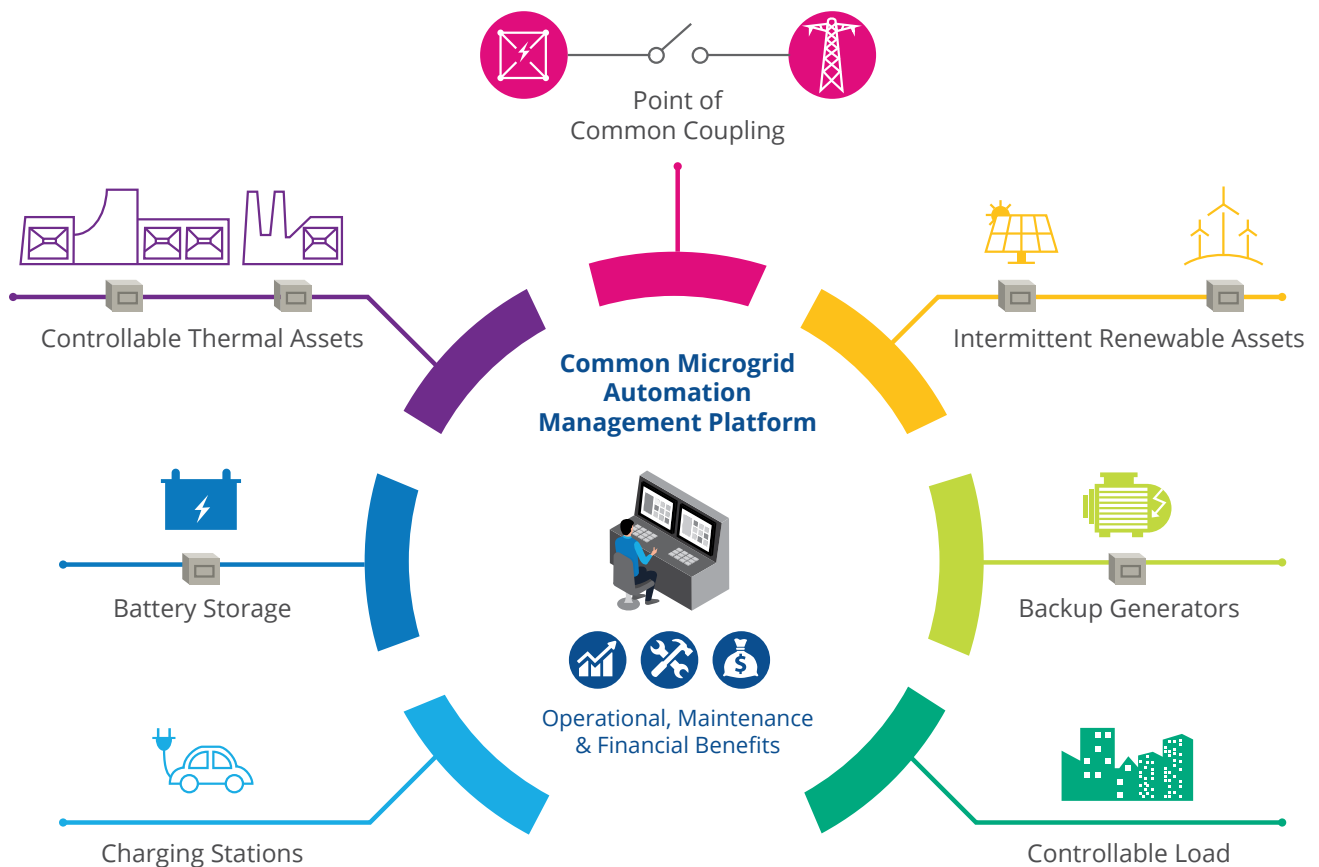 Point of
Common Coupling
Controllable Thermal Assets
Intermittent Renewable Assets
Common Microgrid
Automation
Management Platform
Battery Storage
Backup Generators
$
Operational, Maintenance
& Financial Benefits
Charging Stations
Controllable Load